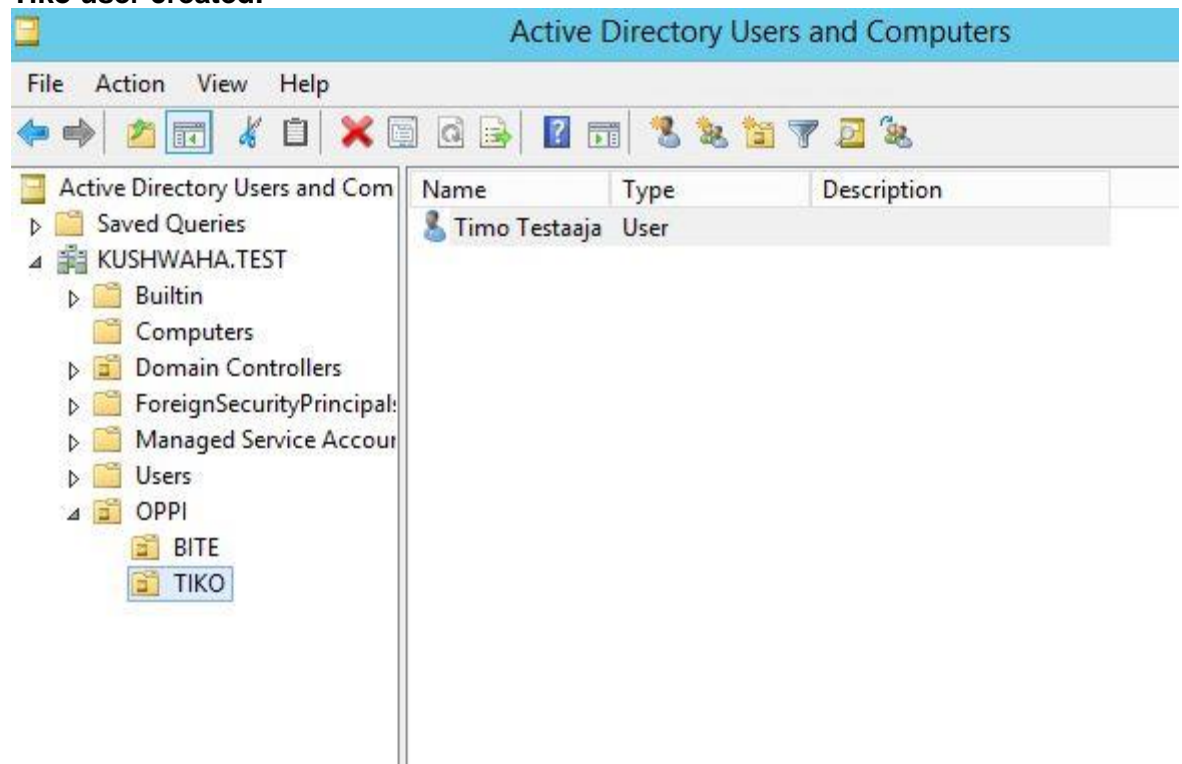 Tiko user created:
Active Directory Users and Computers
File Action View Help
Active Directory Users and Com
Name Type Description
Saved Queries
Timo Testaaja User
KUSHWAHA.TEST
Builtin
Computers
Domain Controllers
ForeignSecurityPrincipals
Managed Service Accour
Users
OPPI
BITE
TIKO